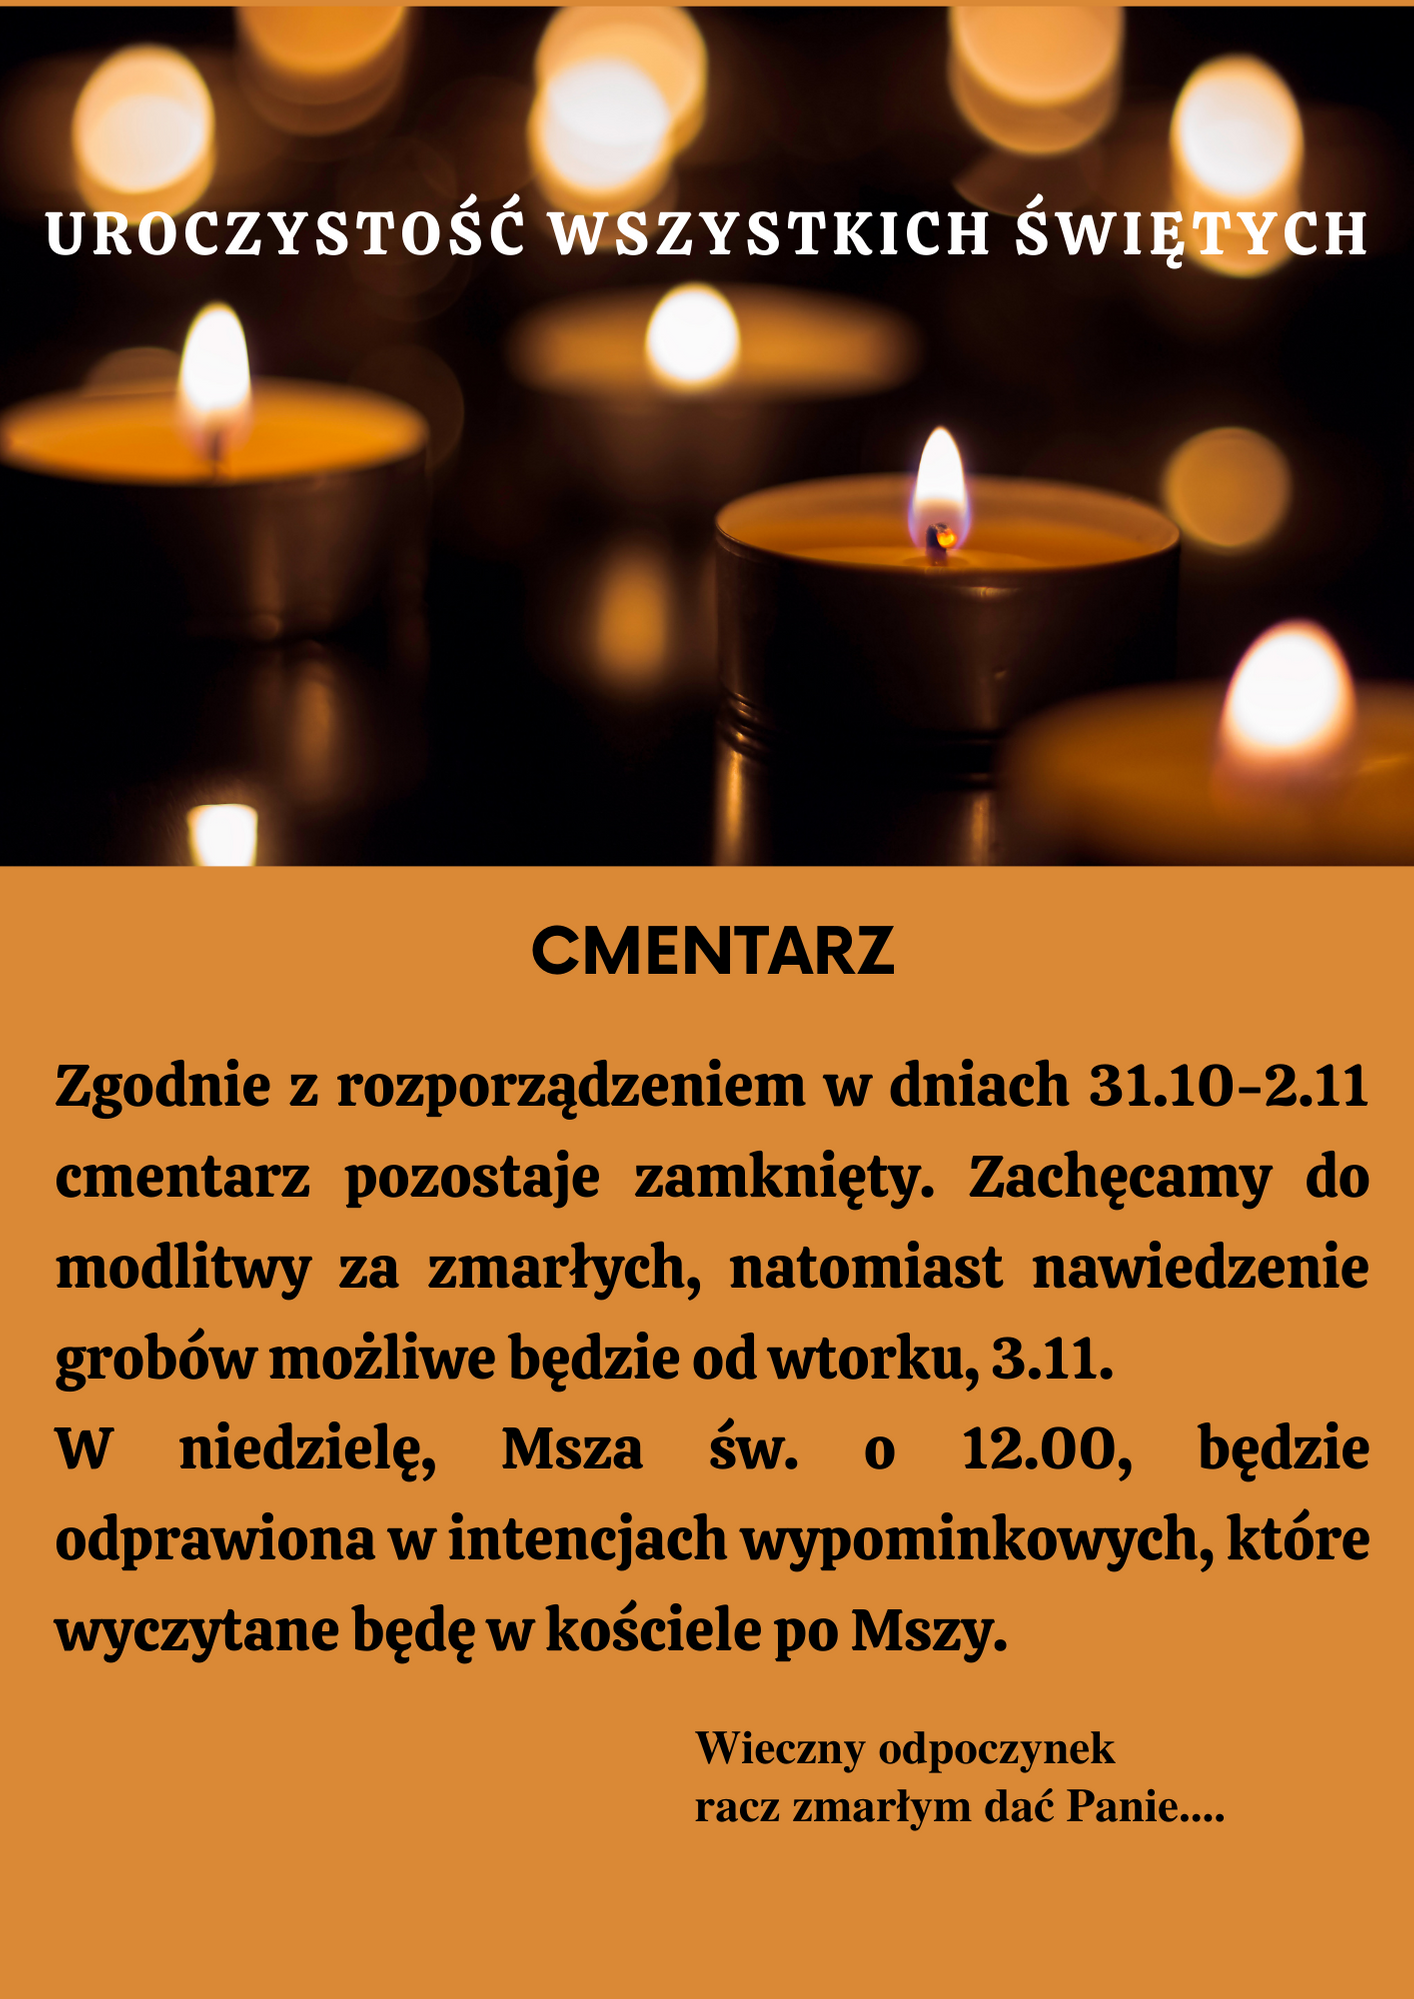 UROCZYSTOŚĆ WSZYSTKICH ŚWIĘTYCH
CMENTARZ
Zgodnie z rozporządzeniem w dniach 31.10-2.11
cmentarz pozostaje zamknięty. Zachęcamy do
modlitwy za zmarłych, natomiast nawiedzenie
grobów możliwe będzie od wtorku, 3.11.
W niedzielę, Msza św. o 12.00, będzie
odprawiona w intencjach wypominkowych, które
wyczytane będę w kościele po Mszy.
Wieczny odpoczynek
racz zmarłym dać Panie....